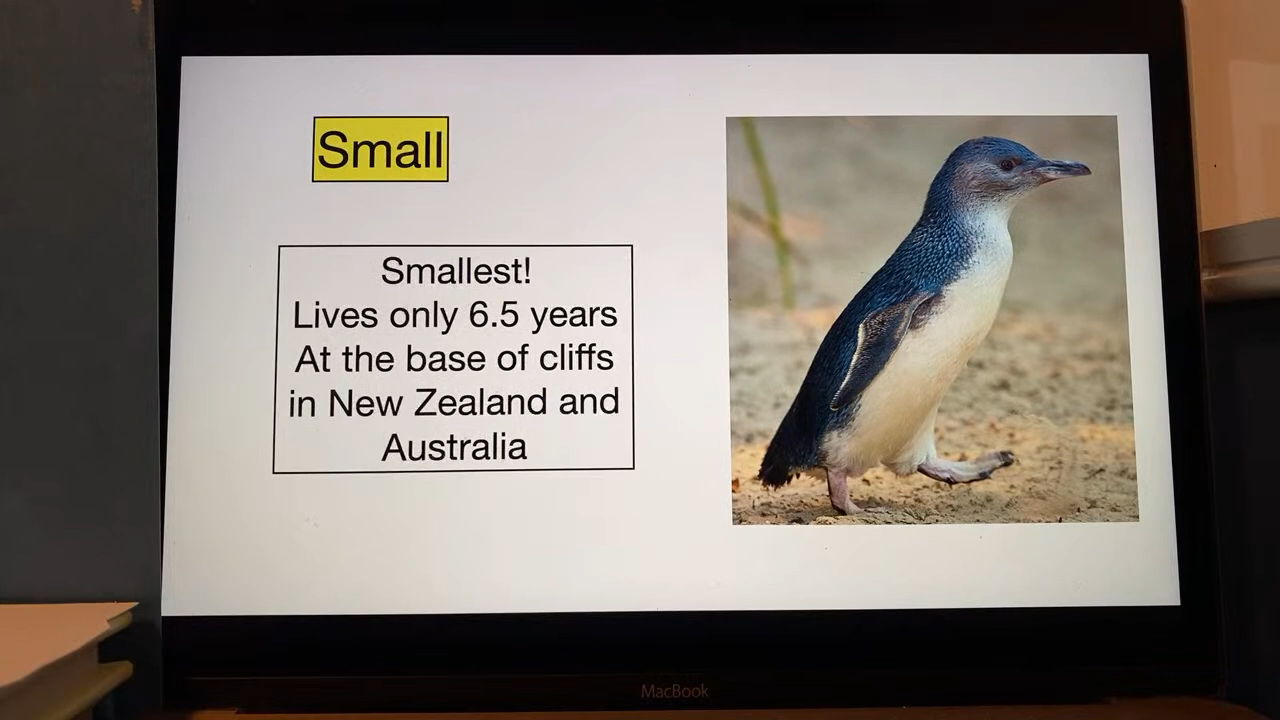 Small
Smallest!
Lives only 6.5 years
At the base of cliffs
in New Zealand and
Australia
MacBook